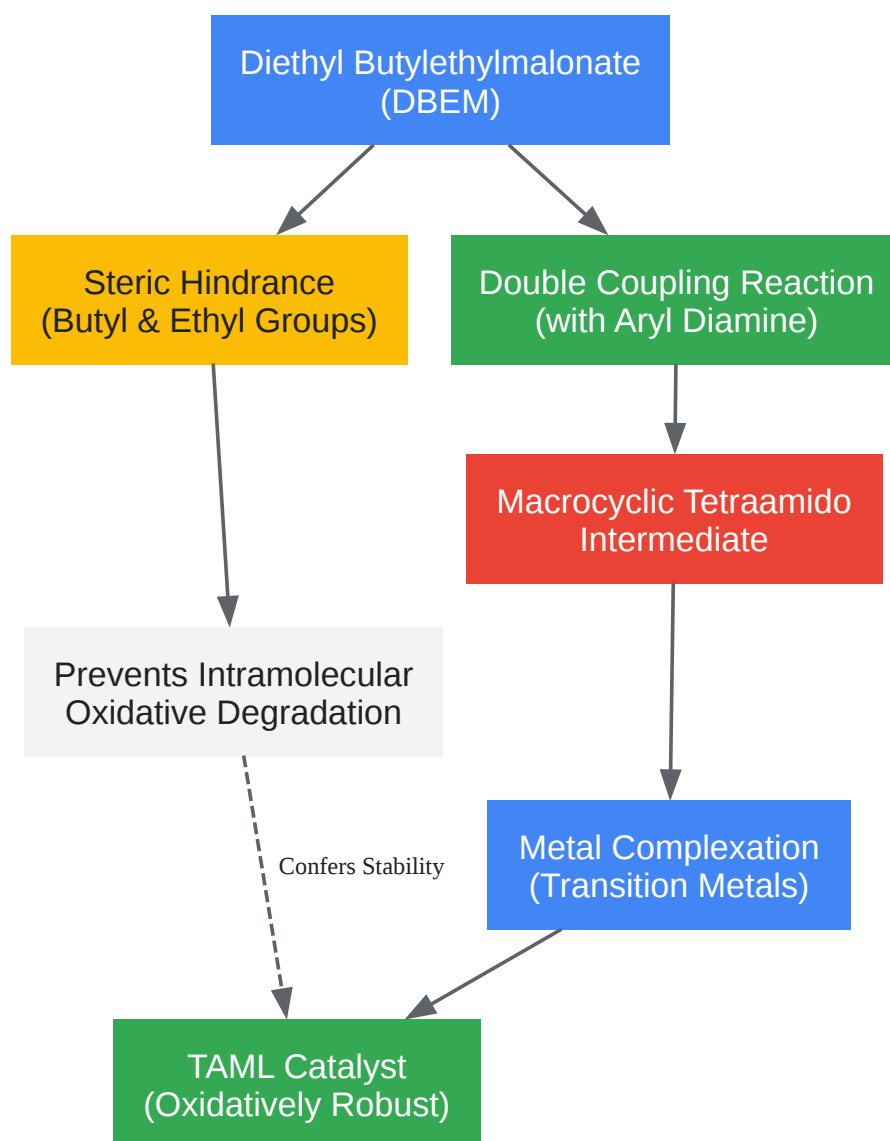 Diethyl Butylethylmalonate
(DBEM)
Steric Hindrance
(Butyl & Ethyl Groups)
Double Coupling Reaction
(with Aryl Diamine)
Macrocyclic Tetraamido
Intermediate
Prevents Intramolecular
Oxidative Degradation
Metal Complexation
(Transition Metals)
Confers Stability
TAML Catalyst
(Oxidatively Robust)